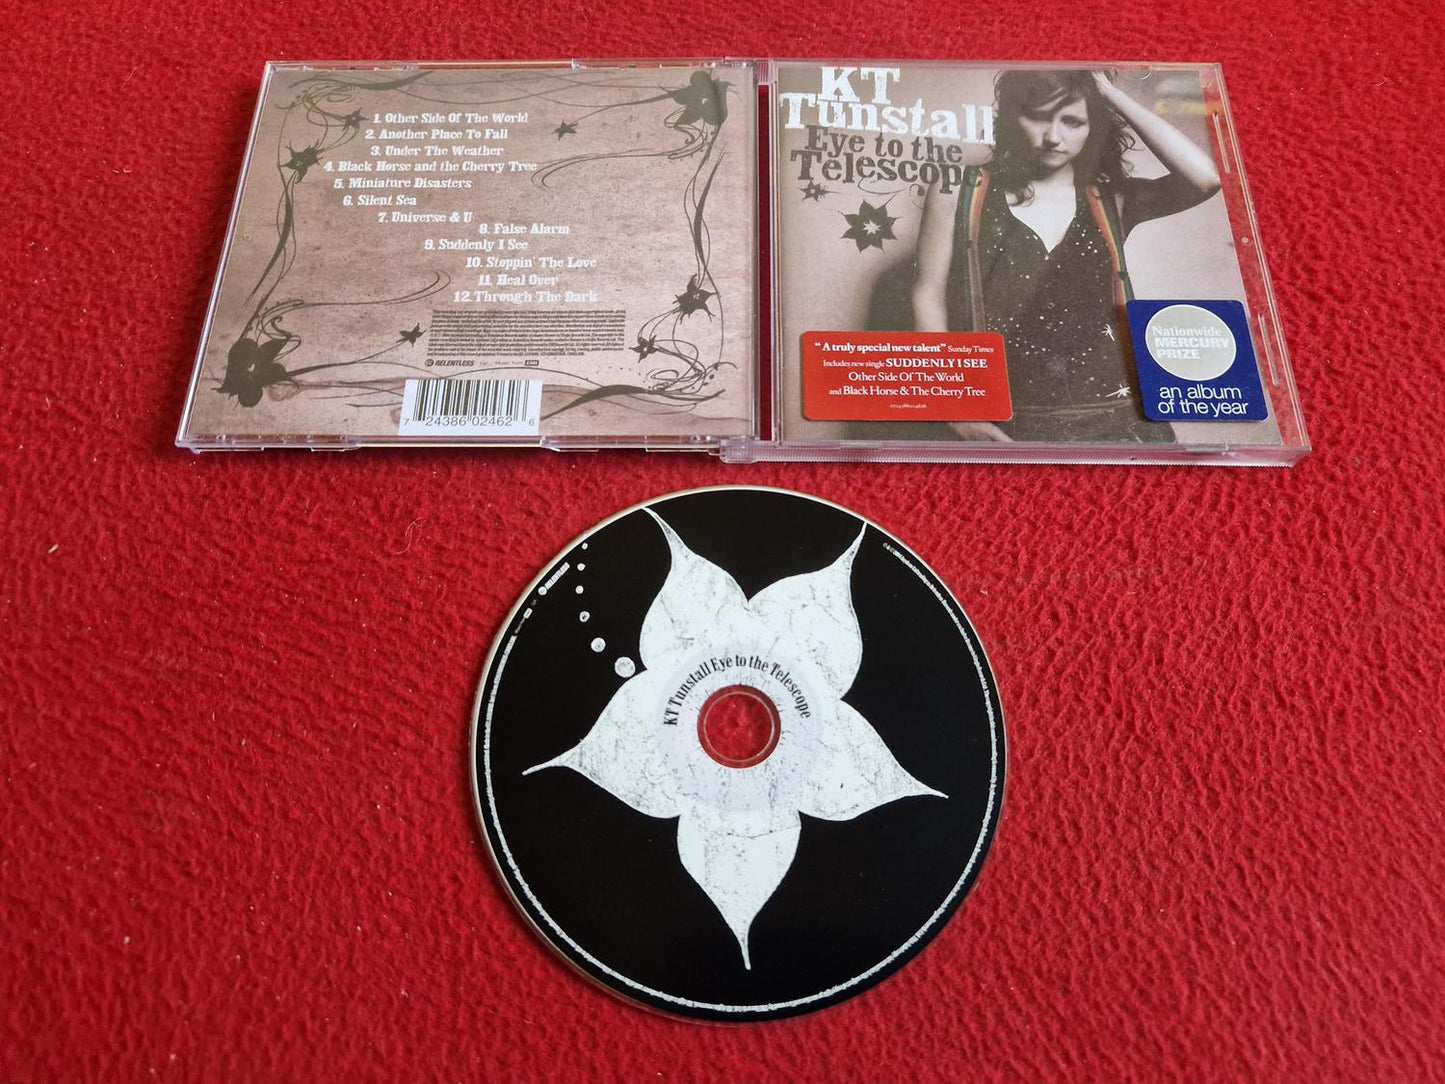 1. Other Side Of The World
2. Another Place To Fall
3. Under The Weather
4. Black Horse and the Cherry Tree
5. Miniature Disasters
6. Silent Sea
7. Universe & U
8. False Alarm
9. Suddenly I See
10. Stoppin' The Love
11. Heal Over
12. Through The Dark
RELENTLESS
EMI
7 24386 02462 6
KT
Tunstall
Eye to the
Telescope
"A truly special new talent" Sunday Times
Includes new single SUDDENLY I SEE
Other Side Of The World
and Black Horse & The Cherry Tree
Nationwide
MERCURY
PRIZE
an album
of the year
RELENTLESS
KT Tunstall Eye to the Telescope